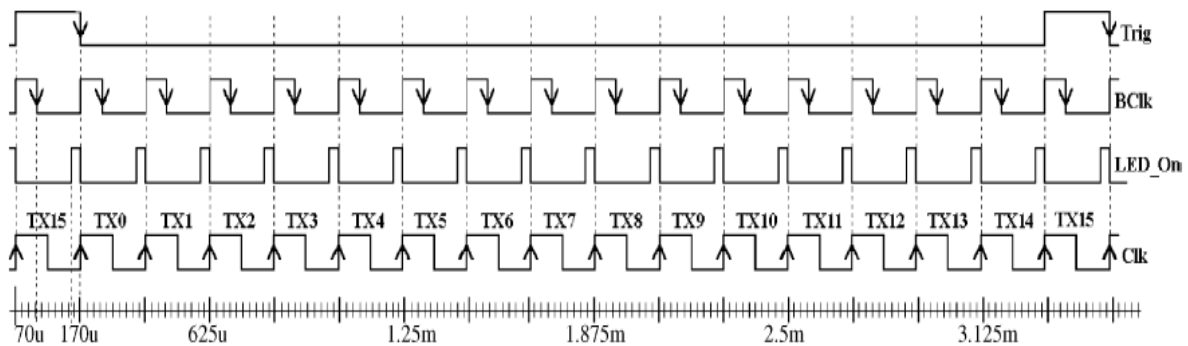 Trig
BClk
LED_On
TX15 TX0 TX1 TX2 TX3 TX4 TX5 TX6 TX7 TX8 TX9 TX10 TX11 TX12 TX13 TX14 TX15
Clk
70u 170u 625u 1.25m 1.875m 2.5m 3.125m